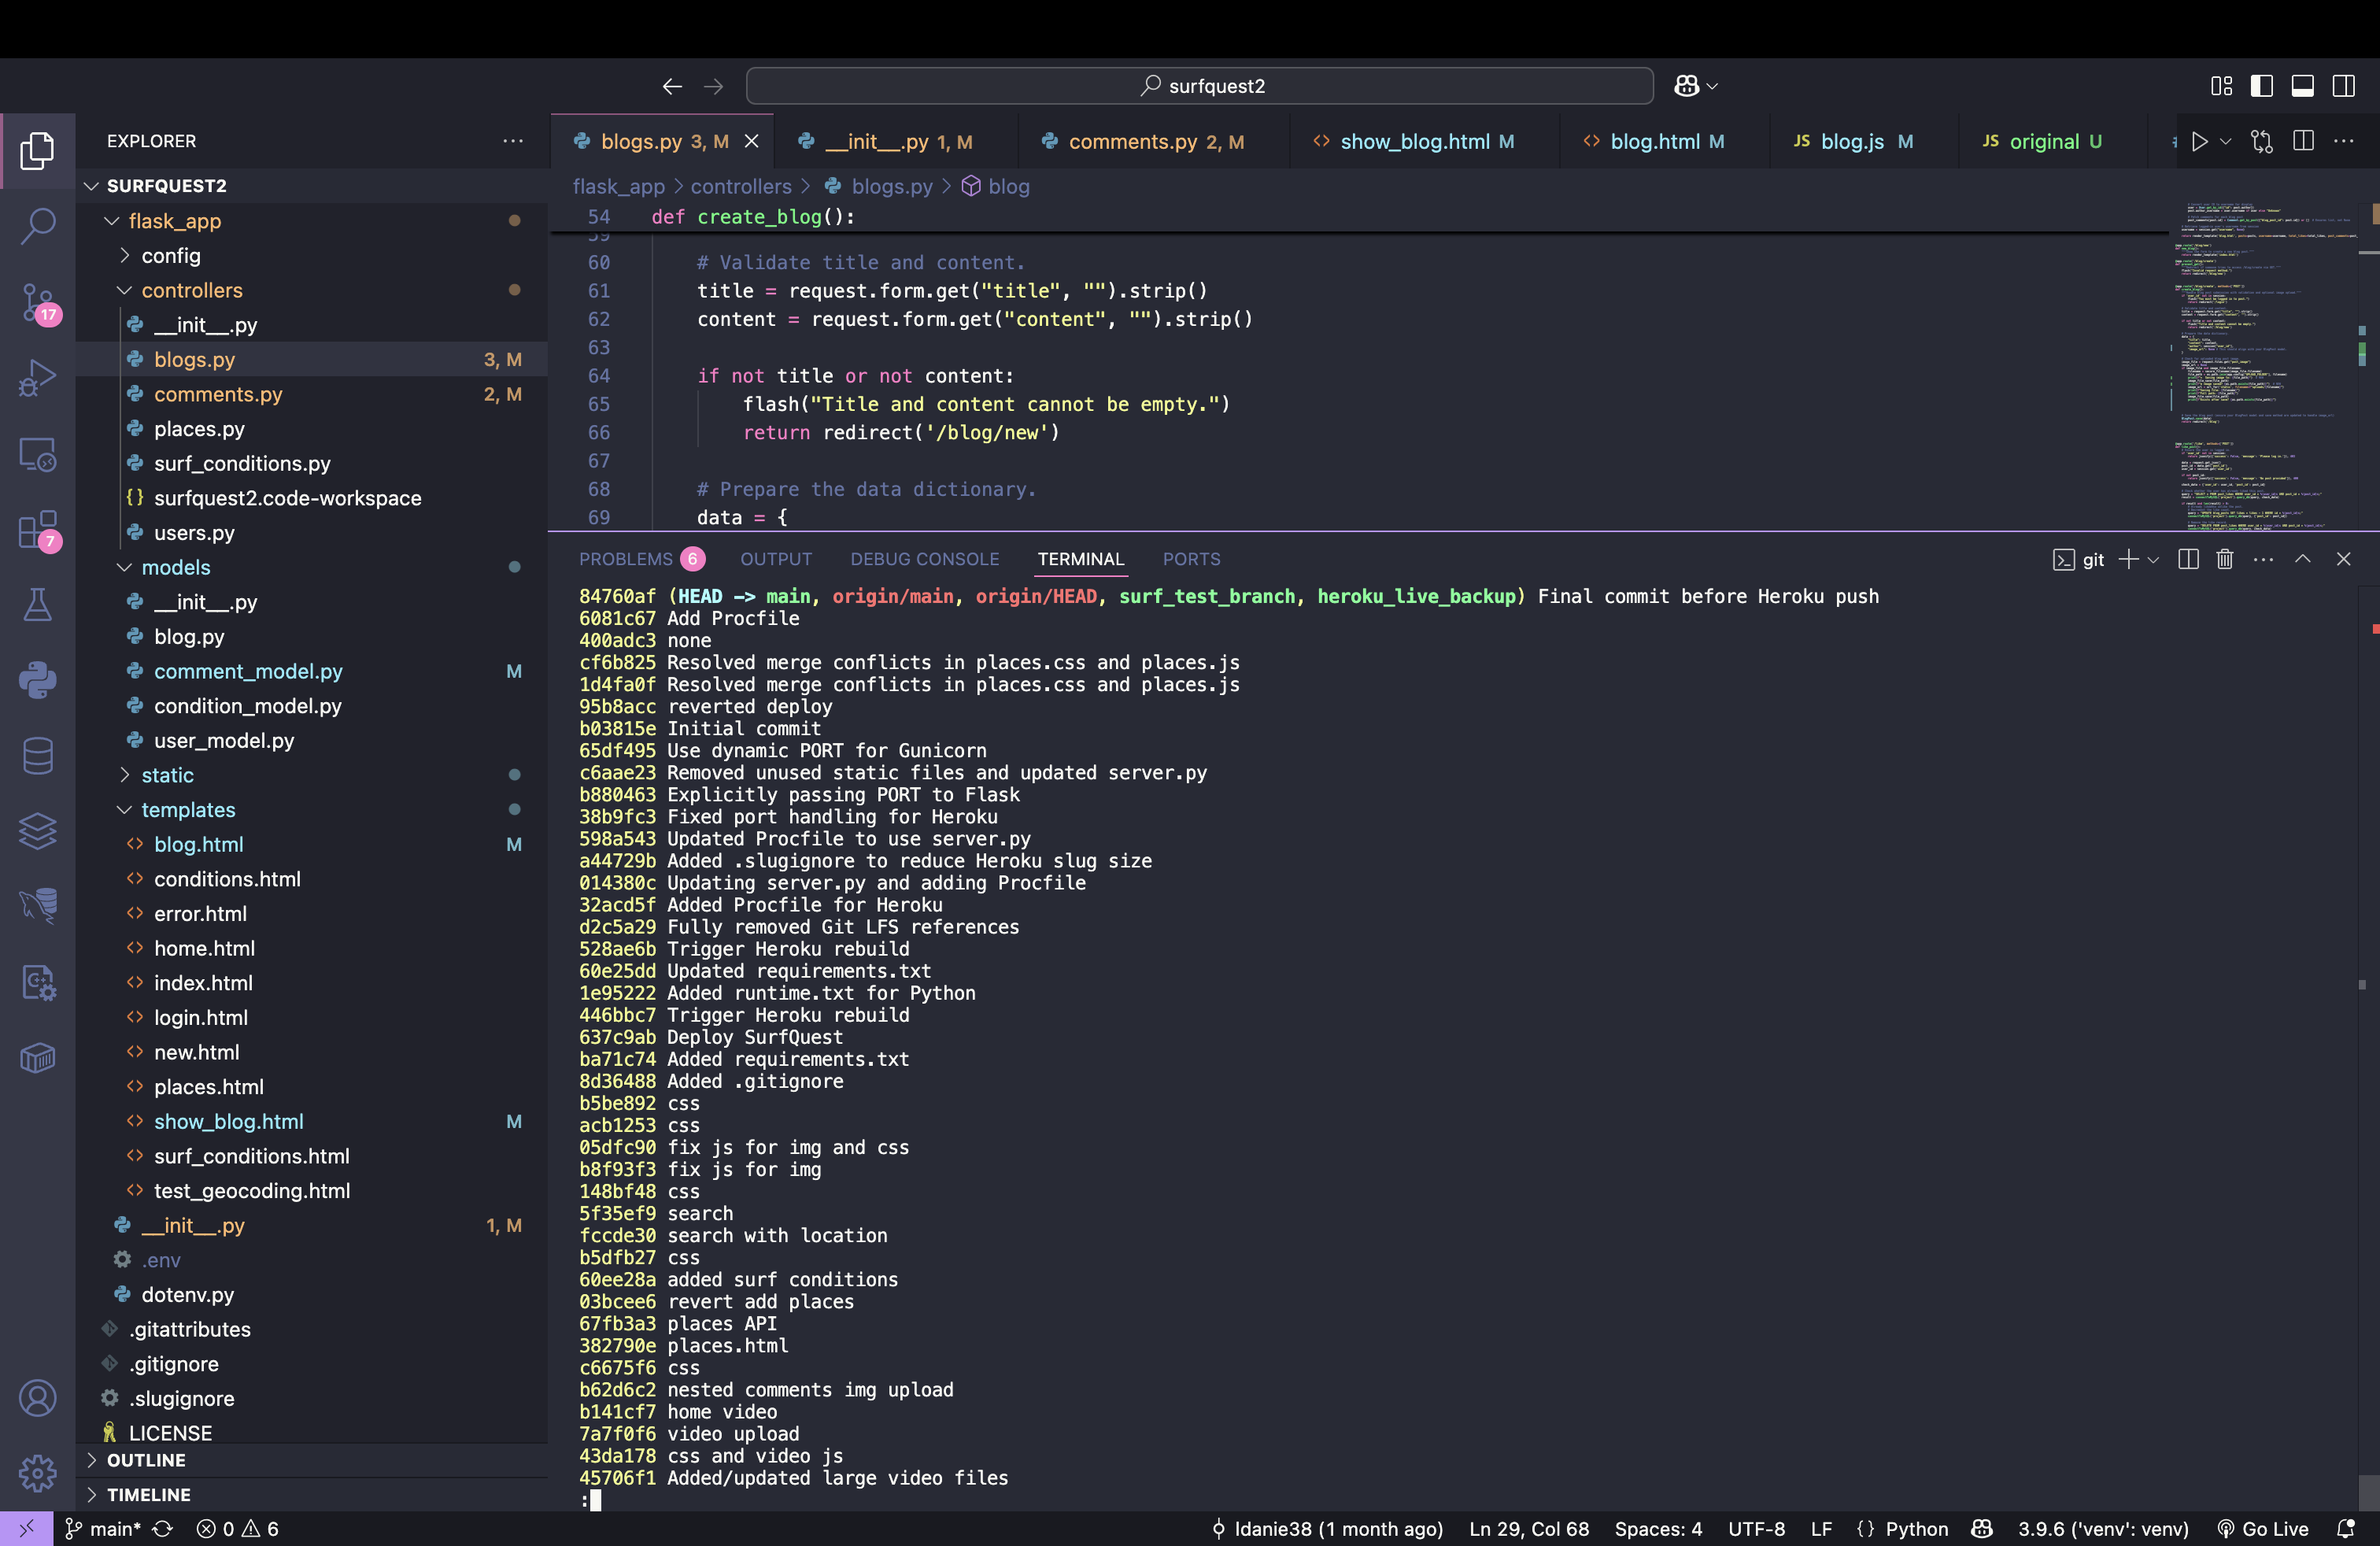 surfquest2
EXPLORER
SURFQUEST2
flask_app
config
controllers
__init__.py
blogs.py 3, M
comments.py 2, M
places.py
surf_conditions.py
{} surfquest2.code-workspace
users.py
models
__init__.py
blog.py
comment_model.py M
condition_model.py
user_model.py
static
templates
<> blog.html M
<> conditions.html
<> error.html
<> home.html
<> index.html
<> login.html
<> new.html
<> places.html
<> show_blog.html M
<> surf_conditions.html
<> test_geocoding.html
__init__.py 1, M
.env
dotenv.py
.gitattributes
.gitignore
.slugignore
LICENSE
OUTLINE
TIMELINE
17
7
blogs.py 3, M
__init__.py 1, M
comments.py 2, M
<> show_blog.html M
<> blog.html M
JS blog.js M
JS original U
flask_app > controllers > blogs.py > blog
54 def create_blog():
59
60 # Validate title and content.
61 title = request.form.get("title", "").strip()
62 content = request.form.get("content", "").strip()
63
64 if not title or not content:
65 flash("Title and content cannot be empty.")
66 return redirect('/blog/new')
67
68 # Prepare the data dictionary.
69 data = {
PROBLEMS 6 OUTPUT DEBUG CONSOLE TERMINAL PORTS
git
84760af (HEAD -> main, origin/main, origin/HEAD, surf_test_branch, heroku_live_backup) Final commit before Heroku push
6081c67 Add Procfile
400adc3 none
cf6b825 Resolved merge conflicts in places.css and places.js
1d4fa0f Resolved merge conflicts in places.css and places.js
95b8acc reverted deploy
b03815e Initial commit
65df495 Use dynamic PORT for Gunicorn
c6aae23 Removed unused static files and updated server.py
b880463 Explicitly passing PORT to Flask
38b9fc3 Fixed port handling for Heroku
598a543 Updated Procfile to use server.py
a44729b Added .slugignore to reduce Heroku slug size
014380c Updating server.py and adding Procfile
32acd5f Added Procfile for Heroku
d2c5a29 Fully removed Git LFS references
528ae6b Trigger Heroku rebuild
60e25dd Updated requirements.txt
1e95222 Added runtime.txt for Python
446bbc7 Trigger Heroku rebuild
637c9ab Deploy SurfQuest
ba71c74 Added requirements.txt
8d36488 Added .gitignore
b5be892 css
acb1253 css
05dfc90 fix js for img and css
b8f93f3 fix js for img
148bf48 css
5f35ef9 search
fccde30 search with location
b5dfb27 css
60ee28a added surf conditions
03bcee6 revert add places
67fb3a3 places API
382790e places.html
c6675f6 css
b62d6c2 nested comments img upload
b141cf7 home video
7a7f0f6 video upload
43da178 css and video js
45706f1 Added/updated large video files
:
main* 0 6
Idanie38 (1 month ago) Ln 29, Col 68 Spaces: 4 UTF-8 LF {} Python 3.9.6 ('venv': venv) Go Live